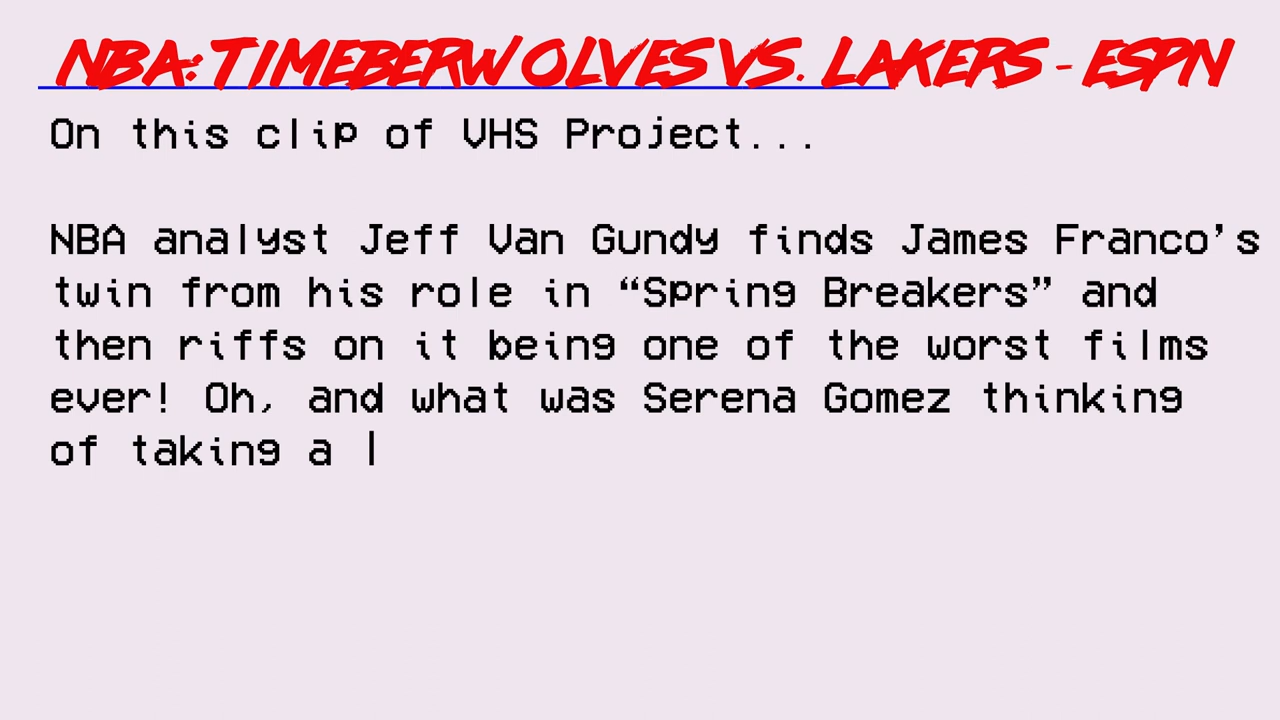 NBA: TIMEBERWOLVES VS. LAKERS - ESPN
On this clip of VHS Project...
NBA analyst Jeff Van Gundy finds James Franco’s
twin from his role in “Spring Breakers” and
then riffs on it being one of the worst films
ever! Oh, and what was Serena Gomez thinking
of taking a |